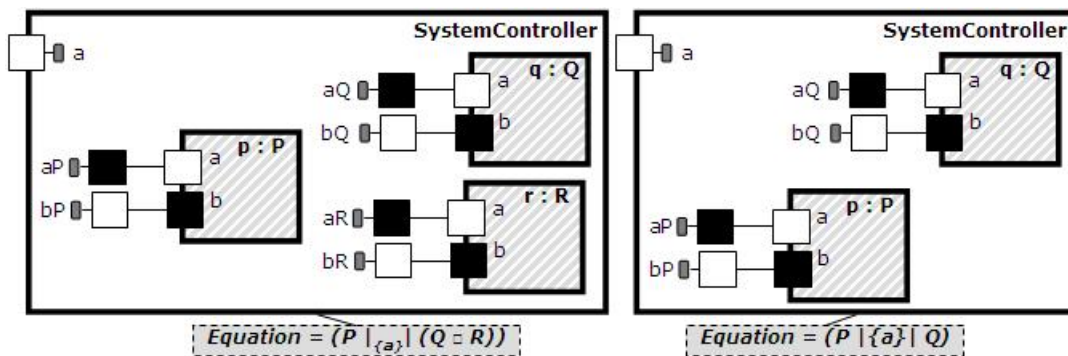 SystemController
a
q : Q
aQ
a
bQ
b
p : P
aP
a
bP
b
r : R
aR
a
bR
b
Equation = (P |{a}| (Q □ R))
SystemController
a
q : Q
aQ
a
bQ
b
p : P
aP
a
bP
b
Equation = (P |{a}| Q)